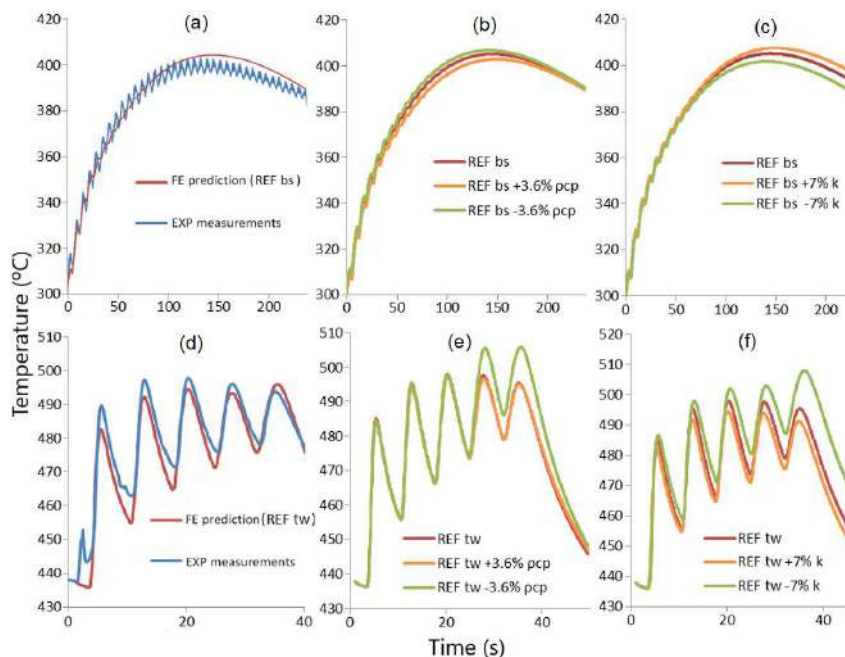 (a)
420
400
380
360
340
320
300
0 50 100 150 200
FE prediction (REF bs)
EXP measurements
(b)
420
400
380
360
340
320
300
0 50 100 150 200
REF bs
REF bs +3.6% ρcp
REF bs -3.6% ρcp
(c)
420
400
380
360
340
320
300
0 50 100 150 200
REF bs
REF bs +7% k
REF bs -7% k
Temperature (ºC)
(d)
510
500
490
480
470
460
450
440
430
0 20 40
FE prediction(REF tw)
EXP measurements
(e)
510
500
490
480
470
460
450
440
430
0 20 40
REF tw
REF tw +3.6% ρcp
REF tw -3.6% ρcp
(f)
520
510
500
490
480
470
460
450
440
430
0 20 40
REF tw
REF tw +7% k
REF tw -7% k
Time (s)